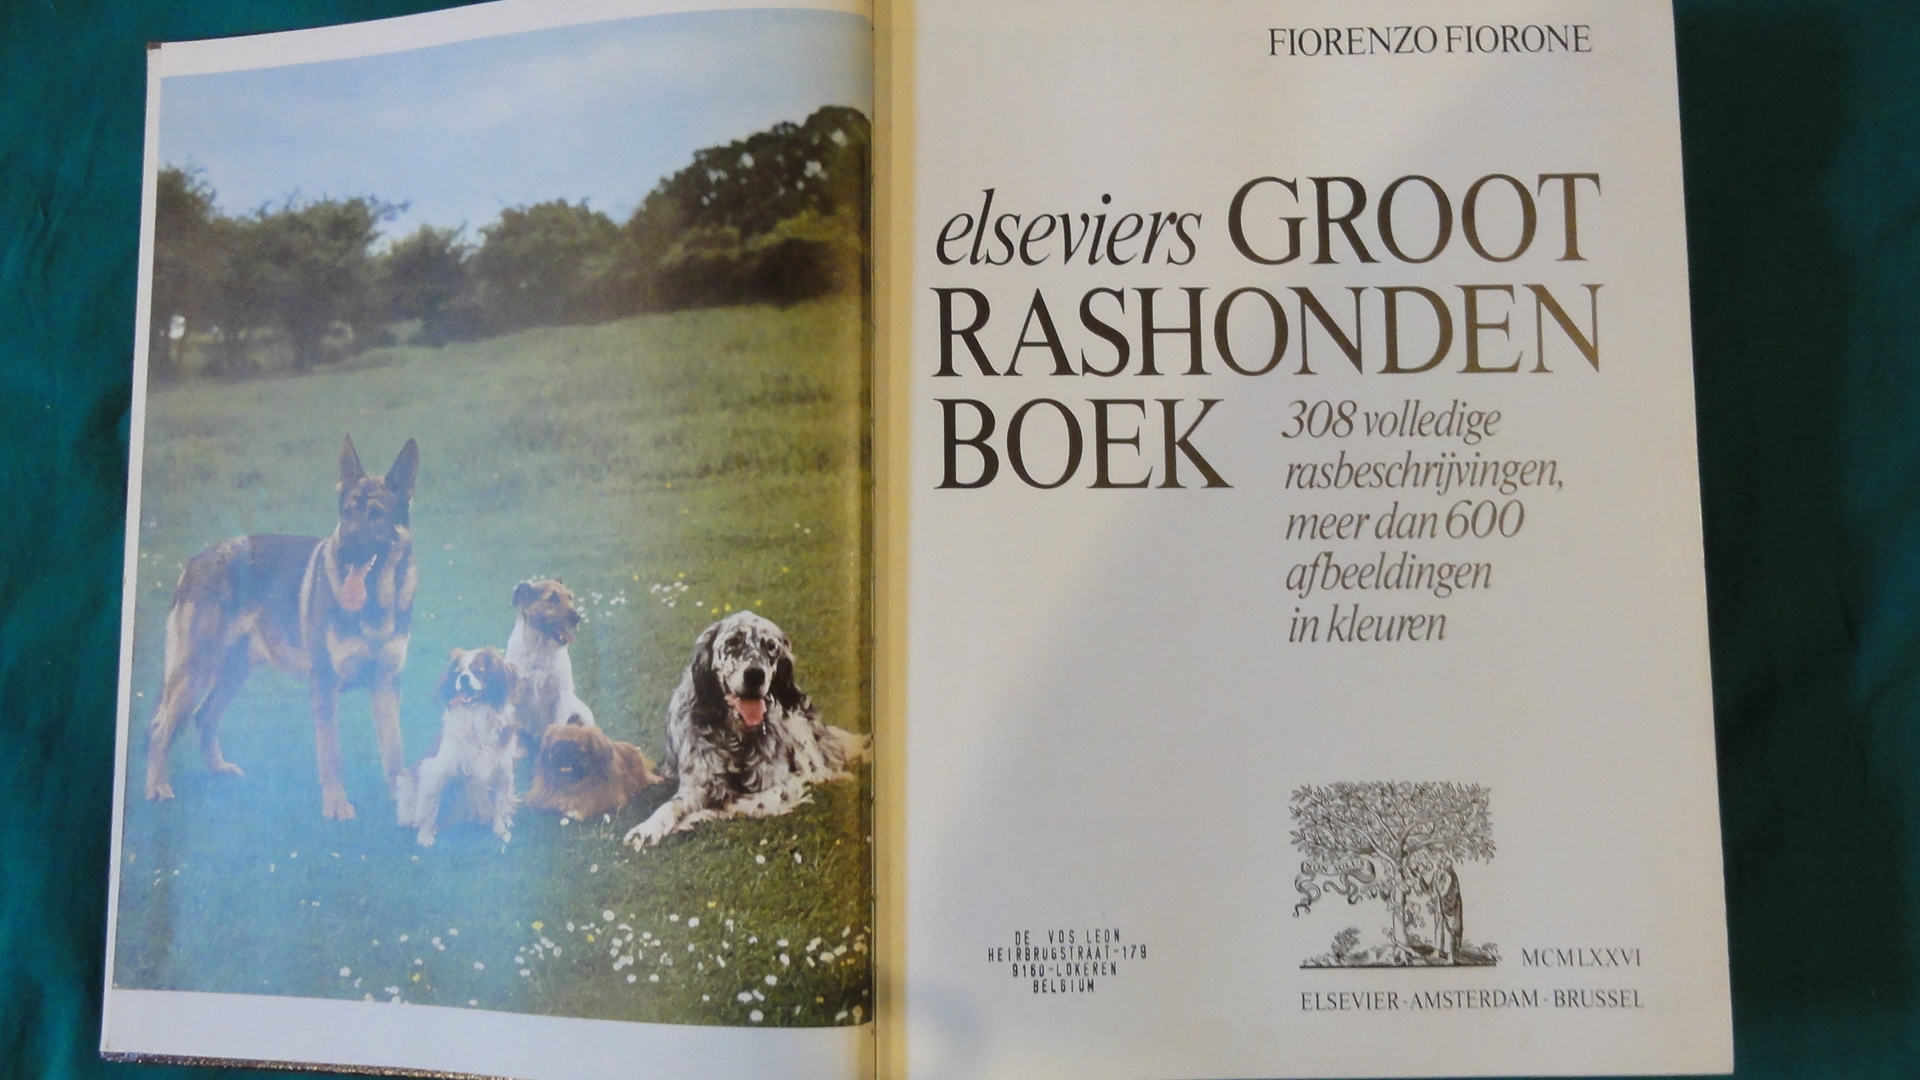 FIORENZO FIORONE
elseviers GROOT
RASHONDEN
BOEK
308 volledige
rasbeschrijvingen,
meer dan 600
afbeeldingen
in kleuren
DE VOS LEON
HEIRBRUGSTRAAT-179
9160-LOKEREN
BELGIUM
MCMLXXVI
ELSEVIER·AMSTERDAM·BRUSSEL